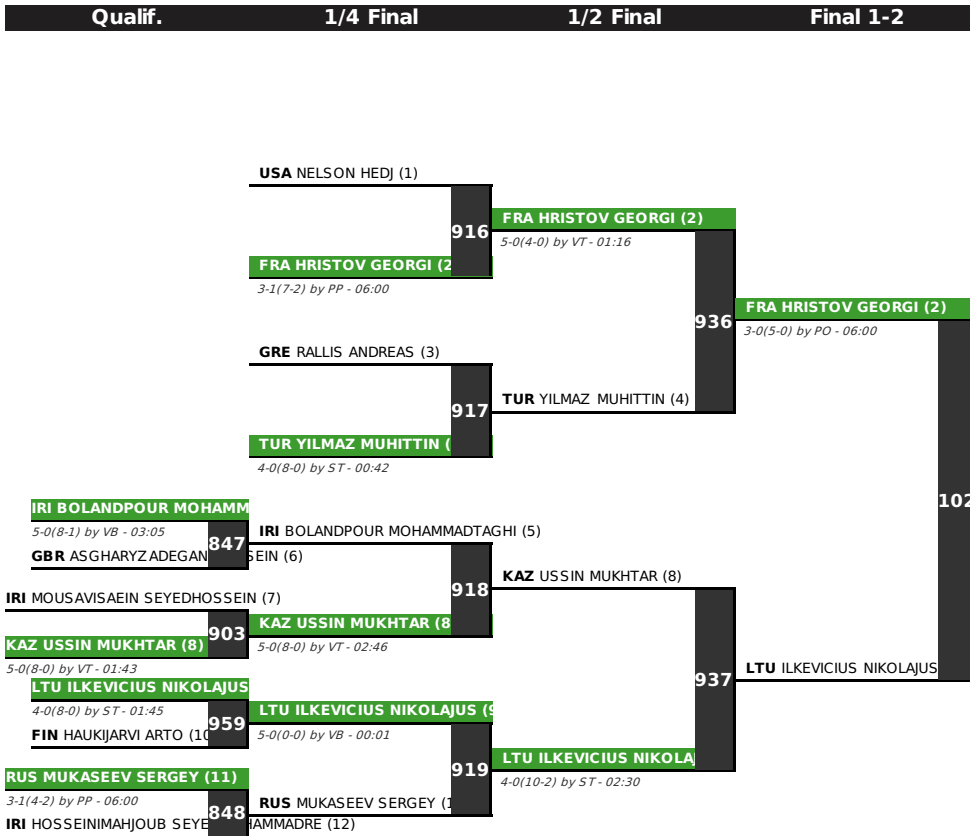 Qualif.
1/4 Final
1/2 Final
Final 1-2
USA NELSON HEDJ (1)
916
FRA HRISTOV GEORGI (2
3-1(7-2) by PP - 06:00
GRE RALLIS ANDREAS (3)
917
TUR YILMAZ MUHITTIN (
4-0(8-0) by ST - 00:42
FRA HRISTOV GEORGI (2)
5-0(4-0) by VT - 01:16
936
TUR YILMAZ MUHITTIN (4)
FRA HRISTOV GEORGI (2)
3-0(5-0) by PO - 06:00
102
IRI BOLANDPOUR MOHAMM
5-0(8-1) by VB - 03:05
847
GBR ASGHARYZADEGAN SEIN (6)
IRI MOUSAVISAEIN SEYEDHOSSEIN (7)
903
KAZ USSIN MUKHTAR (8)
5-0(8-0) by VT - 01:43
IRI BOLANDPOUR MOHAMMADTAGHI (5)
918
KAZ USSIN MUKHTAR (8
5-0(8-0) by VT - 02:46
KAZ USSIN MUKHTAR (8)
937
LTU ILKEVICIUS NIKOLAJUS
LTU ILKEVICIUS NIKOLAJUS
4-0(8-0) by ST - 01:45
959
FIN HAUKIJARVI ARTO (10
LTU ILKEVICIUS NIKOLAJUS (9
5-0(0-0) by VB - 00:01
919
LTU ILKEVICIUS NIKOLAJ
4-0(10-2) by ST - 02:30
RUS MUKASEEV SERGEY (11)
3-1(4-2) by PP - 06:00
848
IRI HOSSEINIMAHJOUB SEYE HAMMADRE (12)
RUS MUKASEEV SERGEY (1